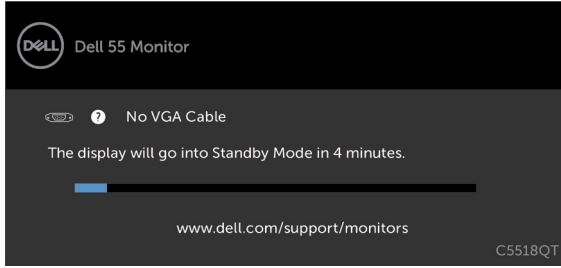 DELL Dell 55 Monitor
? No VGA Cable
The display will go into Standby Mode in 4 minutes.
www.dell.com/support/monitors
C5518QT